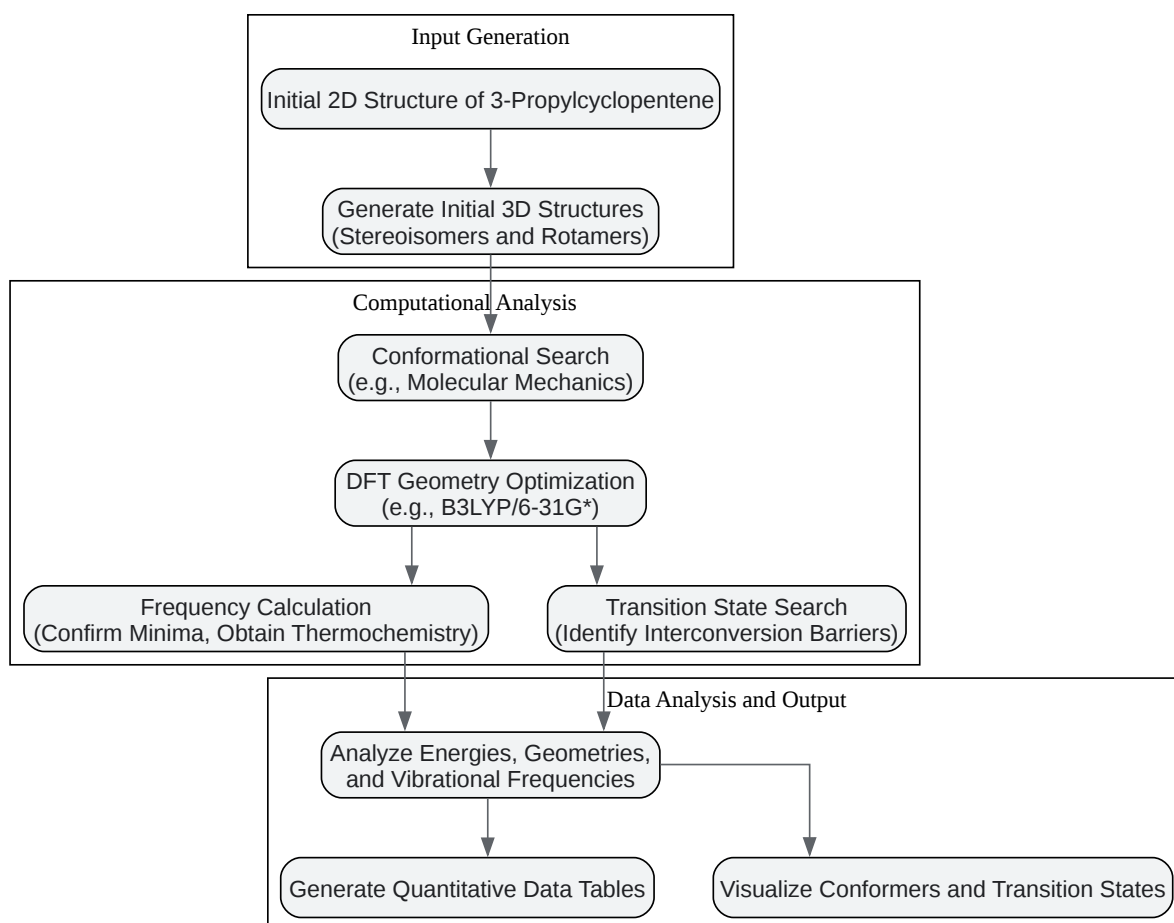 Input Generation
Initial 2D Structure of 3-Propylcyclopentene
Generate Initial 3D Structures
(Stereoisomers and Rotamers)
Computational Analysis
Conformational Search
(e.g., Molecular Mechanics)
DFT Geometry Optimization
(e.g., B3LYP/6-31G*)
Frequency Calculation
(Confirm Minima, Obtain Thermochemistry)
Transition State Search
(Identify Interconversion Barriers)
Data Analysis and Output
Analyze Energies, Geometries,
and Vibrational Frequencies
Generate Quantitative Data Tables
Visualize Conformers and Transition States